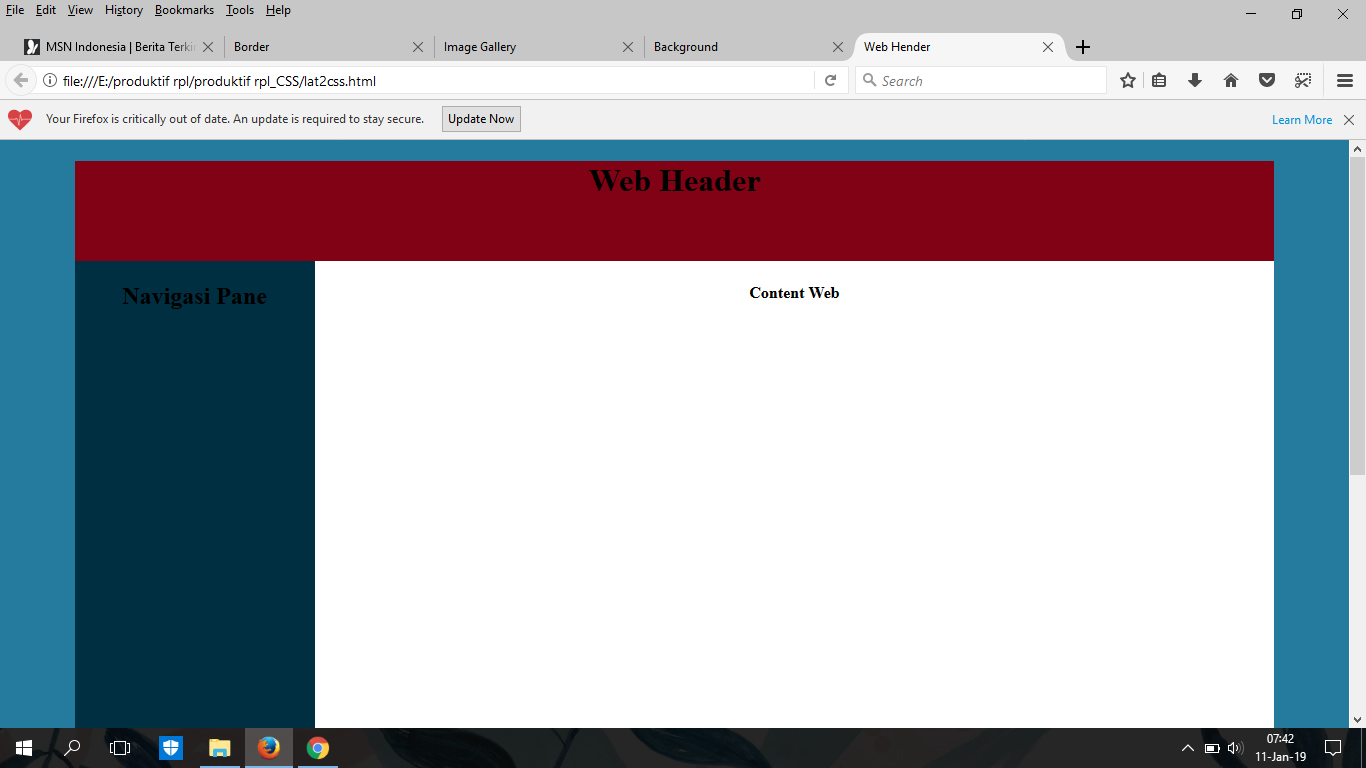 File Edit View History Bookmarks Tools Help
MSN Indonesia | Berita Terkin
Border
Image Gallery
Background
Web Hender
file:///E:/produktif rpl/produktif rpl_CSS/lat2css.html
Search
Your Firefox is critically out of date. An update is required to stay secure.
Update Now
Learn More
Web Header
Navigasi Pane
Content Web
07:42
11-Jan-19